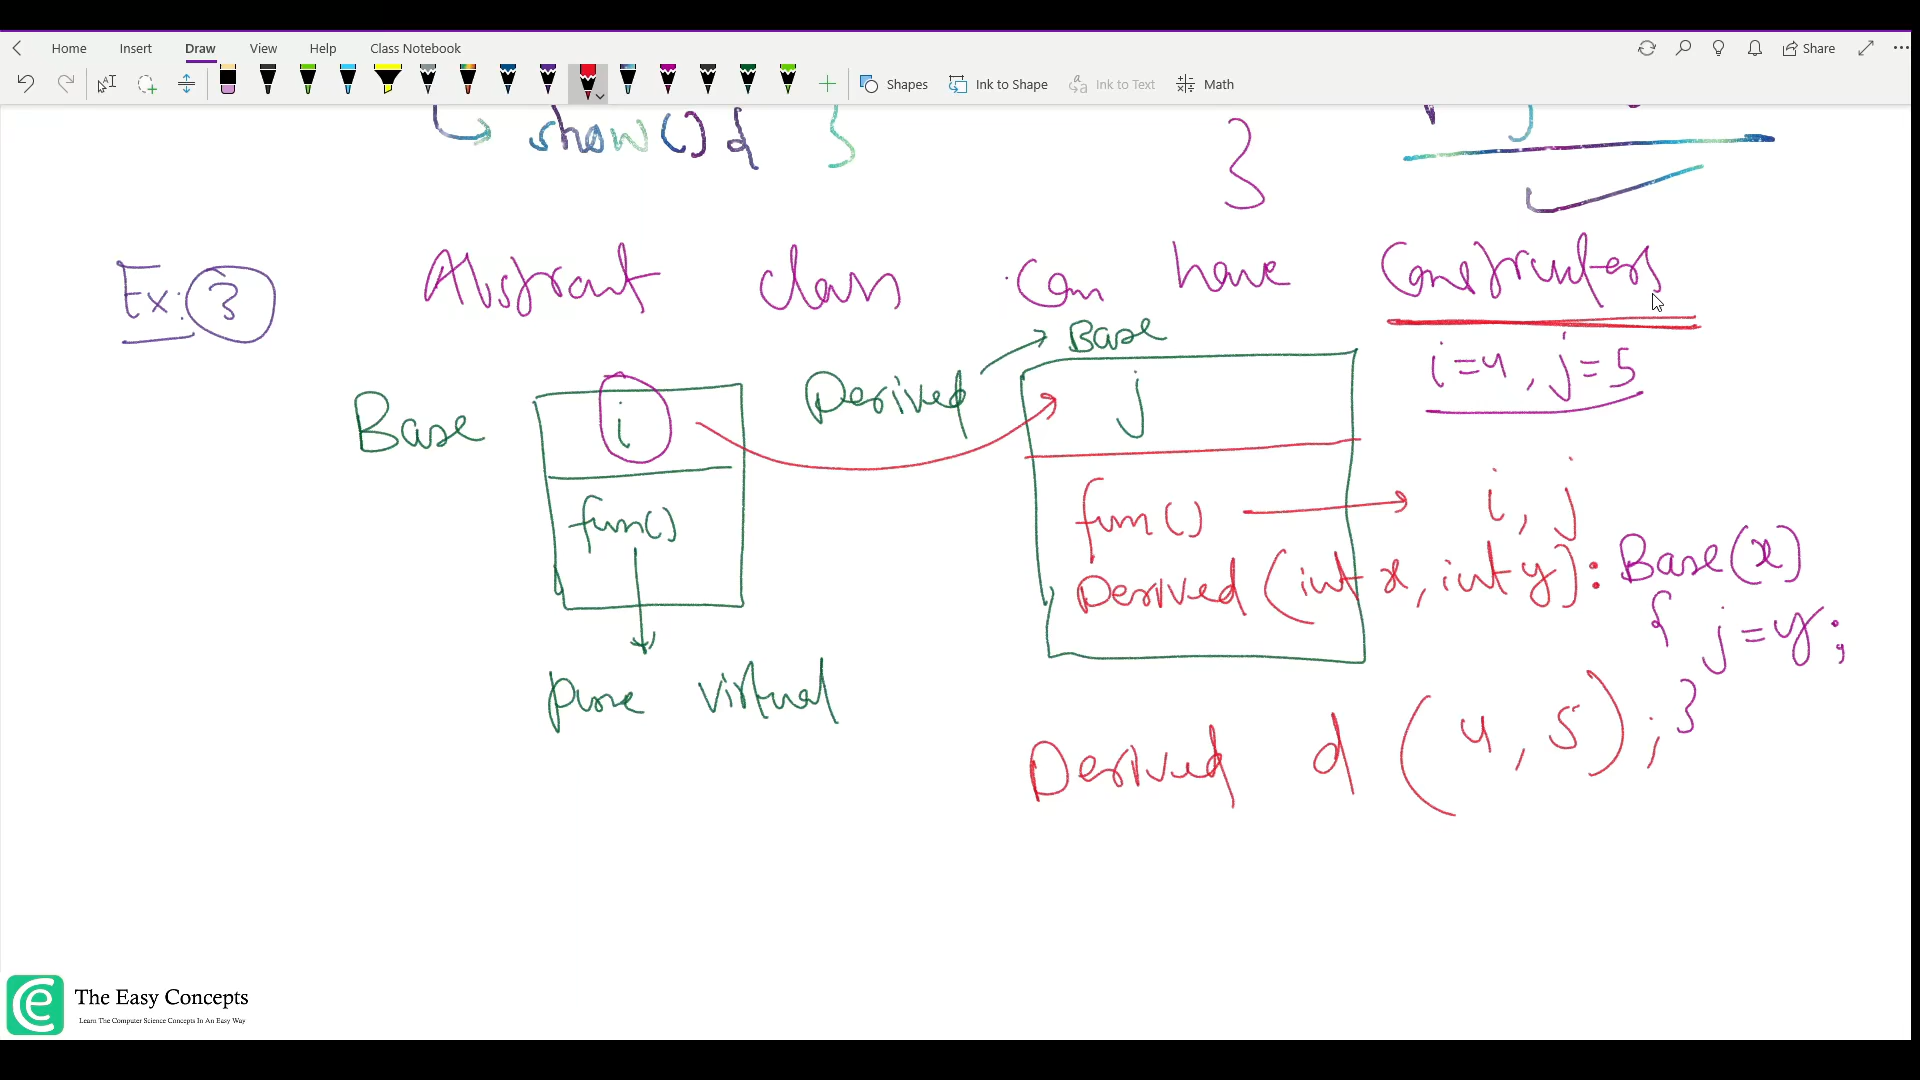 Home Insert Draw View Help Class Notebook Share
Shapes Ink to Shape Ink to Text Math
show() { }
}
Ex: 3 Abstract class can have Constructors
Base
i=4, j=5
Base i Derived j
fun() fun() i, j
Derived (int x, int y): Base(x)
{ j=y;
}
pure virtual
Derived d (4, 5);
The Easy Concepts
Learn The Computer Science Concepts In An Easy Way